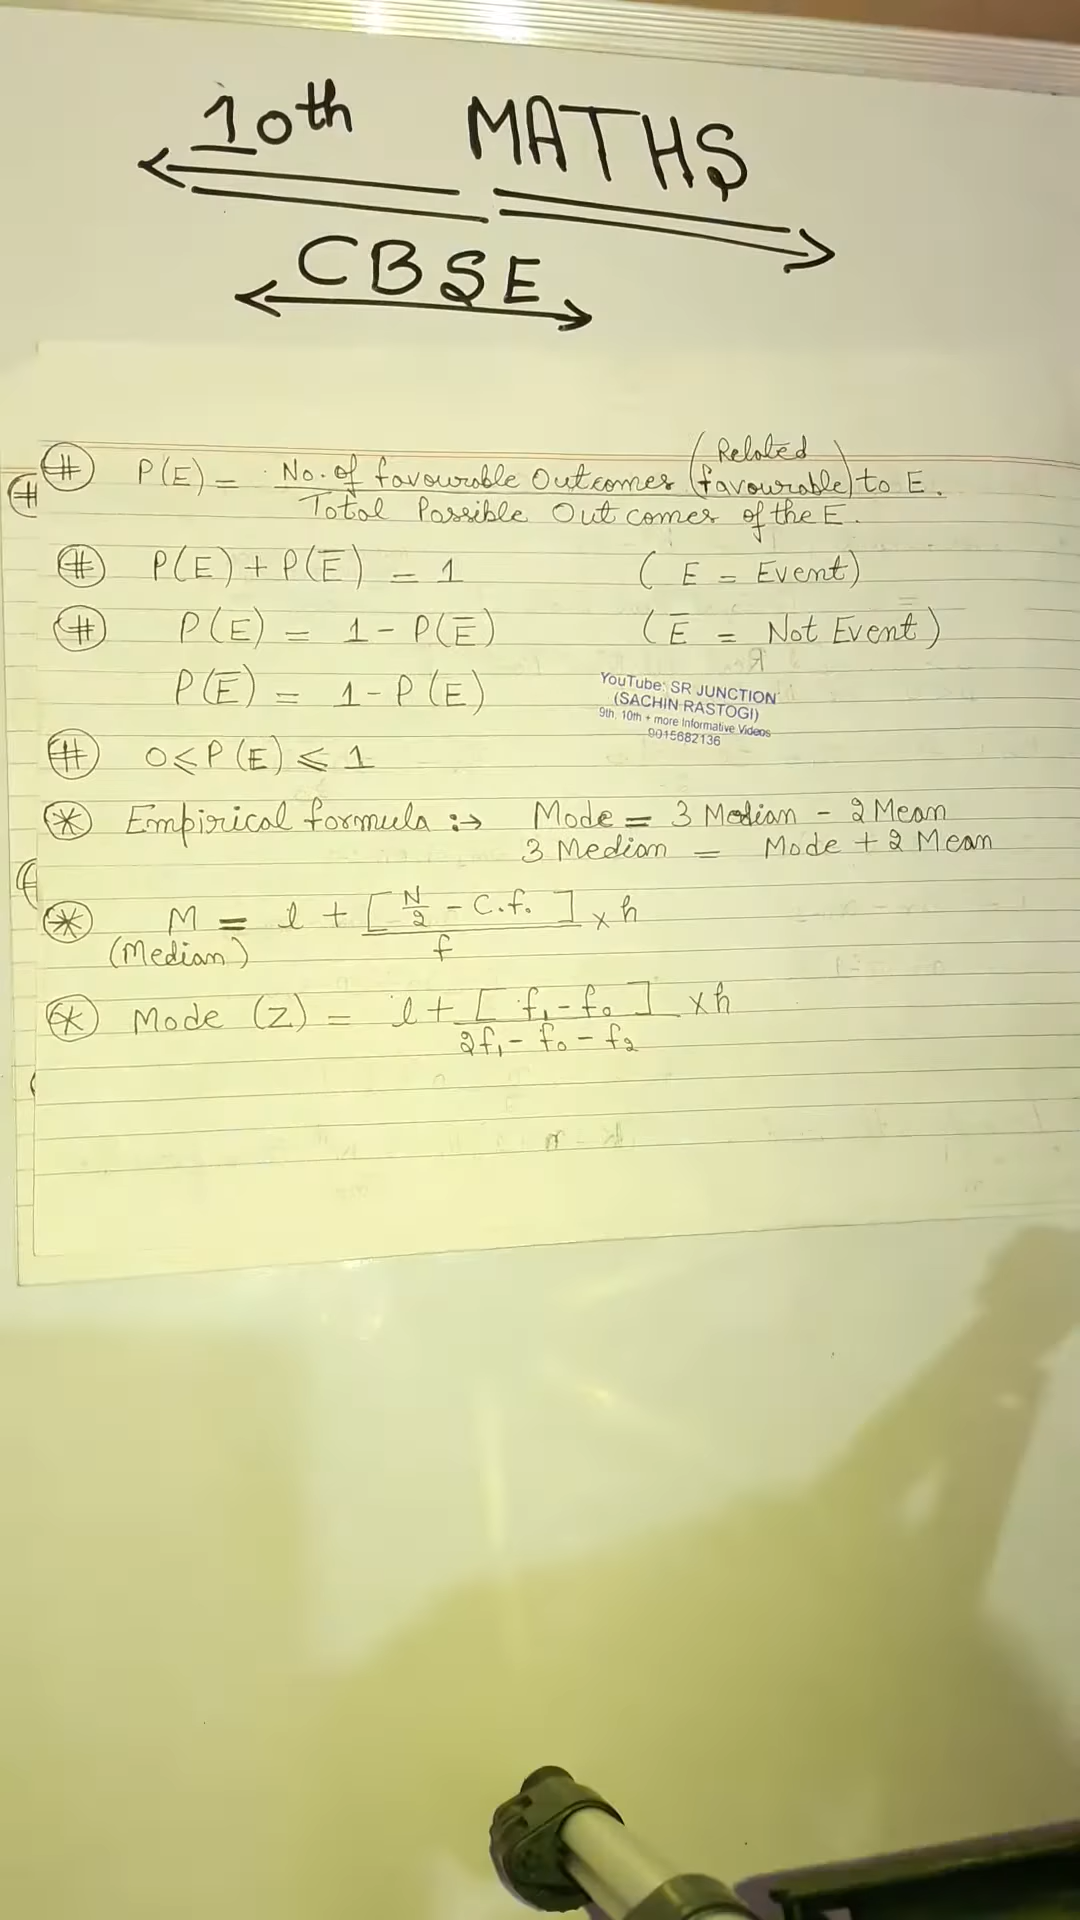 10th MATHS
CBSE
# P(E) = No. of favourable Outcomes (Related favourable) to E.
Total Possible Outcomes of the E.
# P(E) + P(E̅) = 1 ( E = Event)
# P(E) = 1 - P(E̅) ( E̅ = Not Event )
P(E̅) = 1 - P(E)
YouTube: SR JUNCTION
(SACHIN RASTOGI)
9th, 10th + more Informative Videos
9015682136
# 0 ≤ P(E) ≤ 1
* Empirical formula :→ Mode = 3 Median - 2 Mean
3 Median = Mode + 2 Mean
* M = l + [N/2 - C.f.] / f × h
(Median)
* Mode (Z) = l + [f₁ - f₀] / 2f₁ - f₀ - f₂ × h